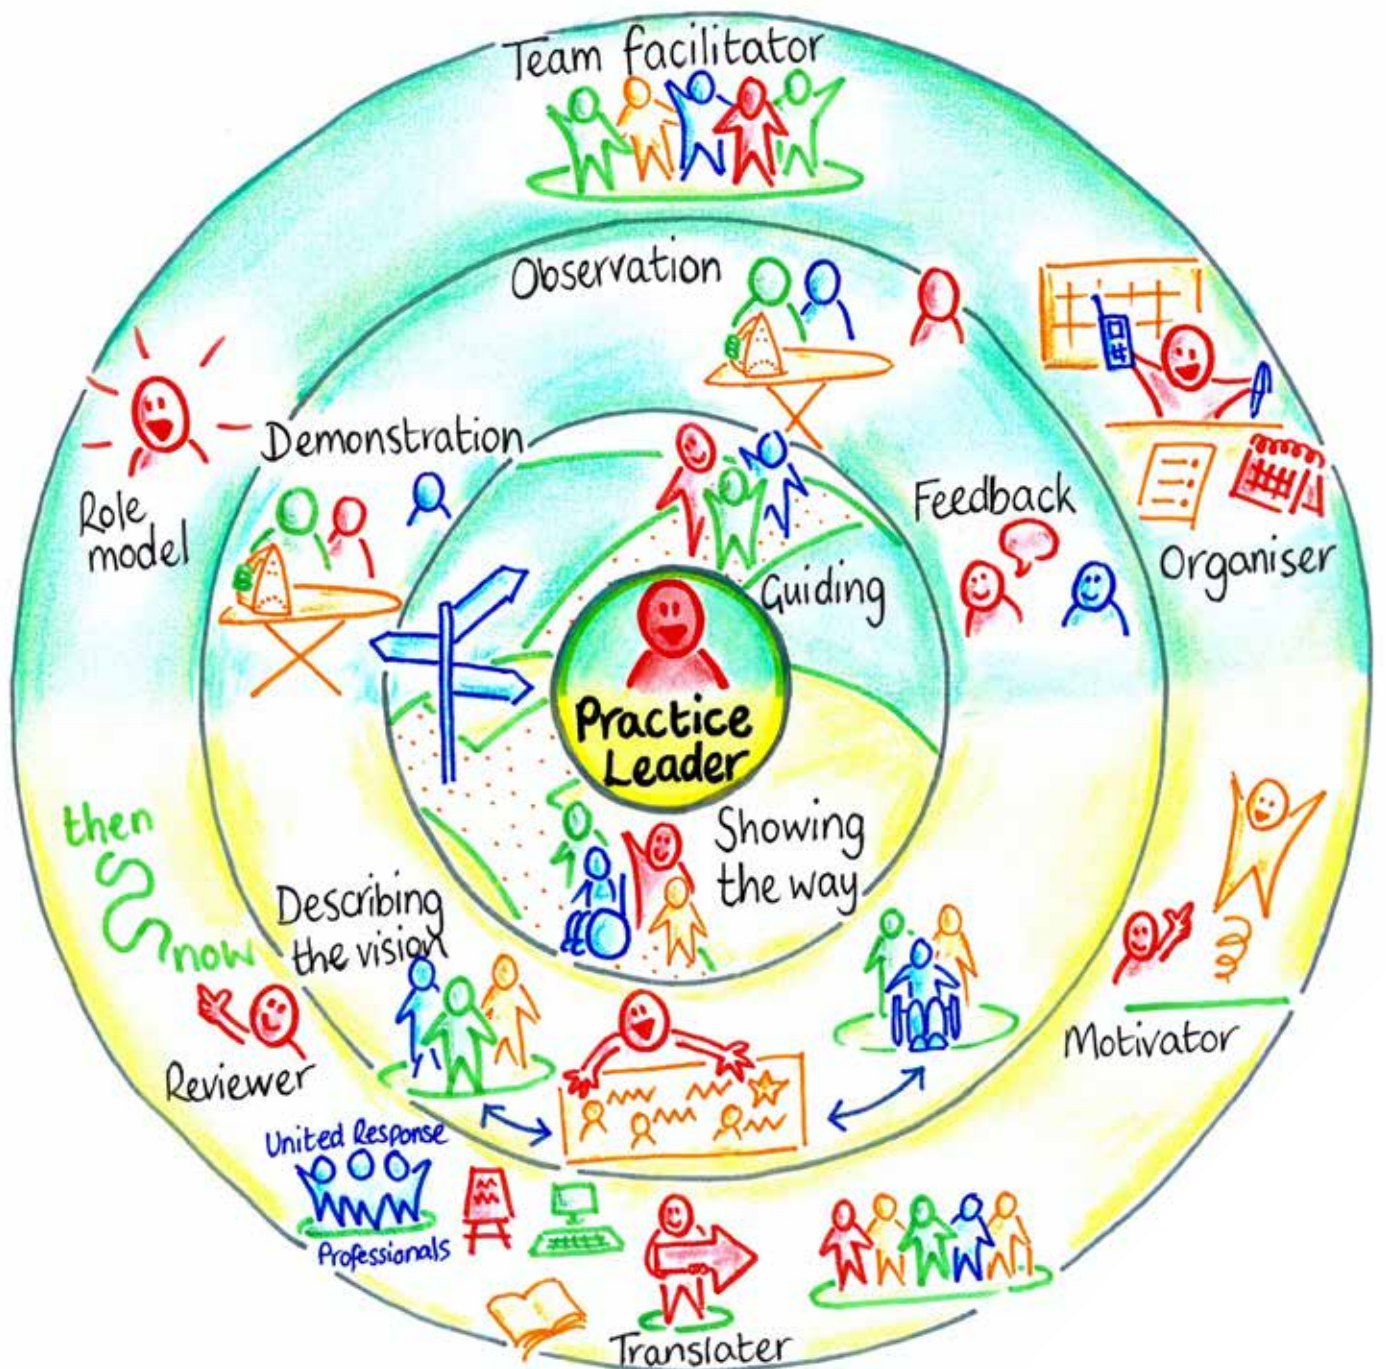 Team facilitator
Observation
Demonstration
Role
model
Feedback
Organiser
Guiding
Practice
Leader
Showing
the way
then
now
Describing
the vision
Reviewer
Motivator
United Response
Professionals
Translater